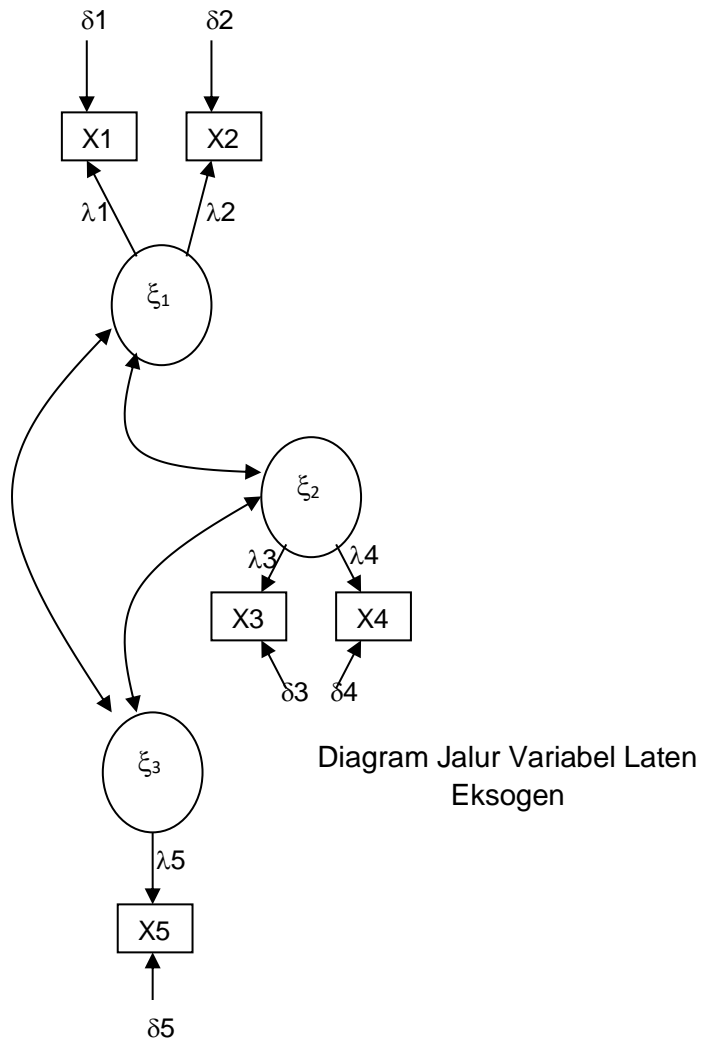 δ1 δ2
X1 X2
λ1 λ2
ξ₁
ξ₂
λ3 λ4
X3 X4
δ3 δ4
ξ₃
Diagram Jalur Variabel Laten
Eksogen
λ5
X5
δ5